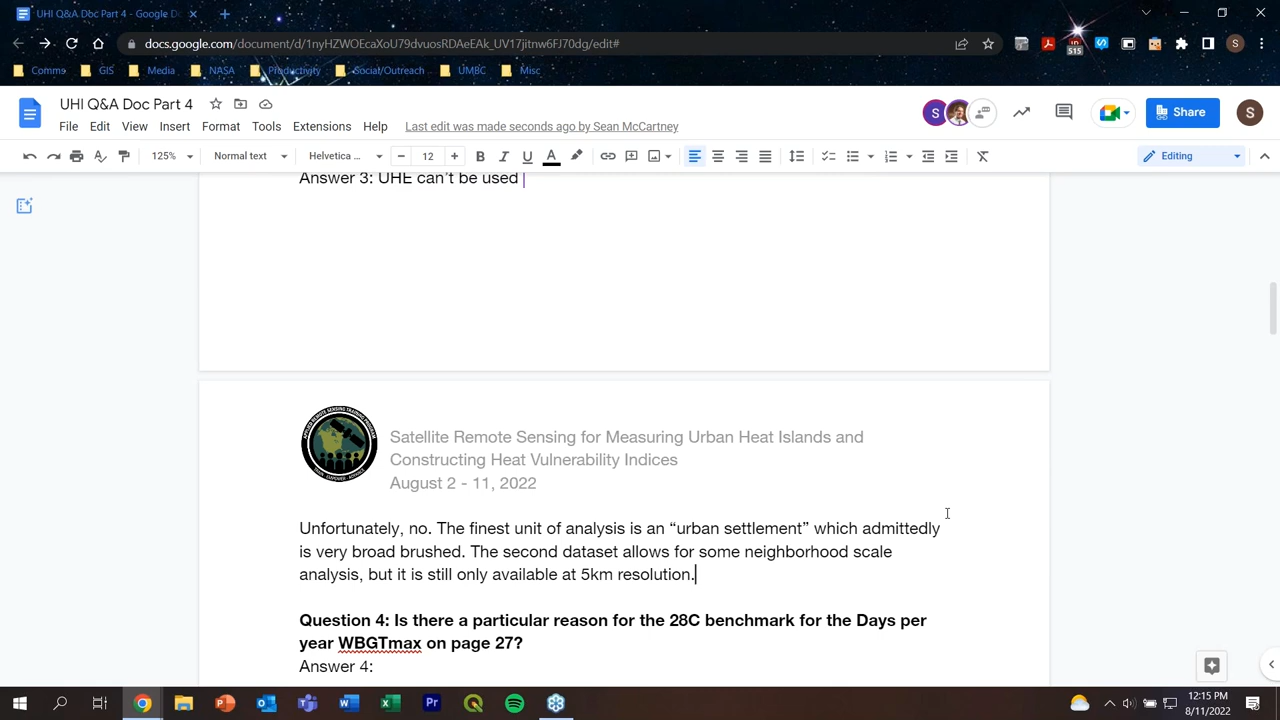 UHI Q&A Doc Part 4 - Google Do
docs.google.com/document/d/1nyHZWOEcaXoU79dvuosRDAeEAk_UV17jitnw6FJ70dg/edit#
515
S
Comms
GIS
Media
NASA
Productivity
Social/Outreach
UMBC
Misc
UHI Q&A Doc Part 4
S
Share
S
File Edit View Insert Format Tools Extensions Help Last edit was made seconds ago by Sean McCartney
125% Normal text Helvetica ... 12 B I U A Editing
Answer 3: UHE can't be used
Satellite Remote Sensing for Measuring Urban Heat Islands and
Constructing Heat Vulnerability Indices
August 2 - 11, 2022
Unfortunately, no. The finest unit of analysis is an “urban settlement” which admittedly
is very broad brushed. The second dataset allows for some neighborhood scale
analysis, but it is still only available at 5km resolution.
Question 4: Is there a particular reason for the 28C benchmark for the Days per
year WBGTmax on page 27?
Answer 4:
12:15 PM
8/11/2022